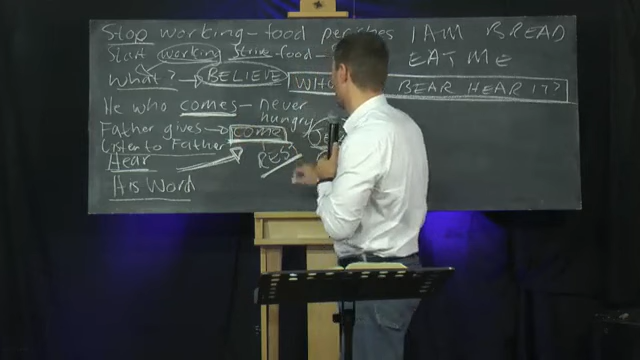 Stop working - food perishes I AM BREAD
Start working Strive - food - EAT ME
What? → BELIEVE WHO BEAR HEAR IT?
He who comes - never hungry
Father gives → come
Listen to Father
Hear
His Word